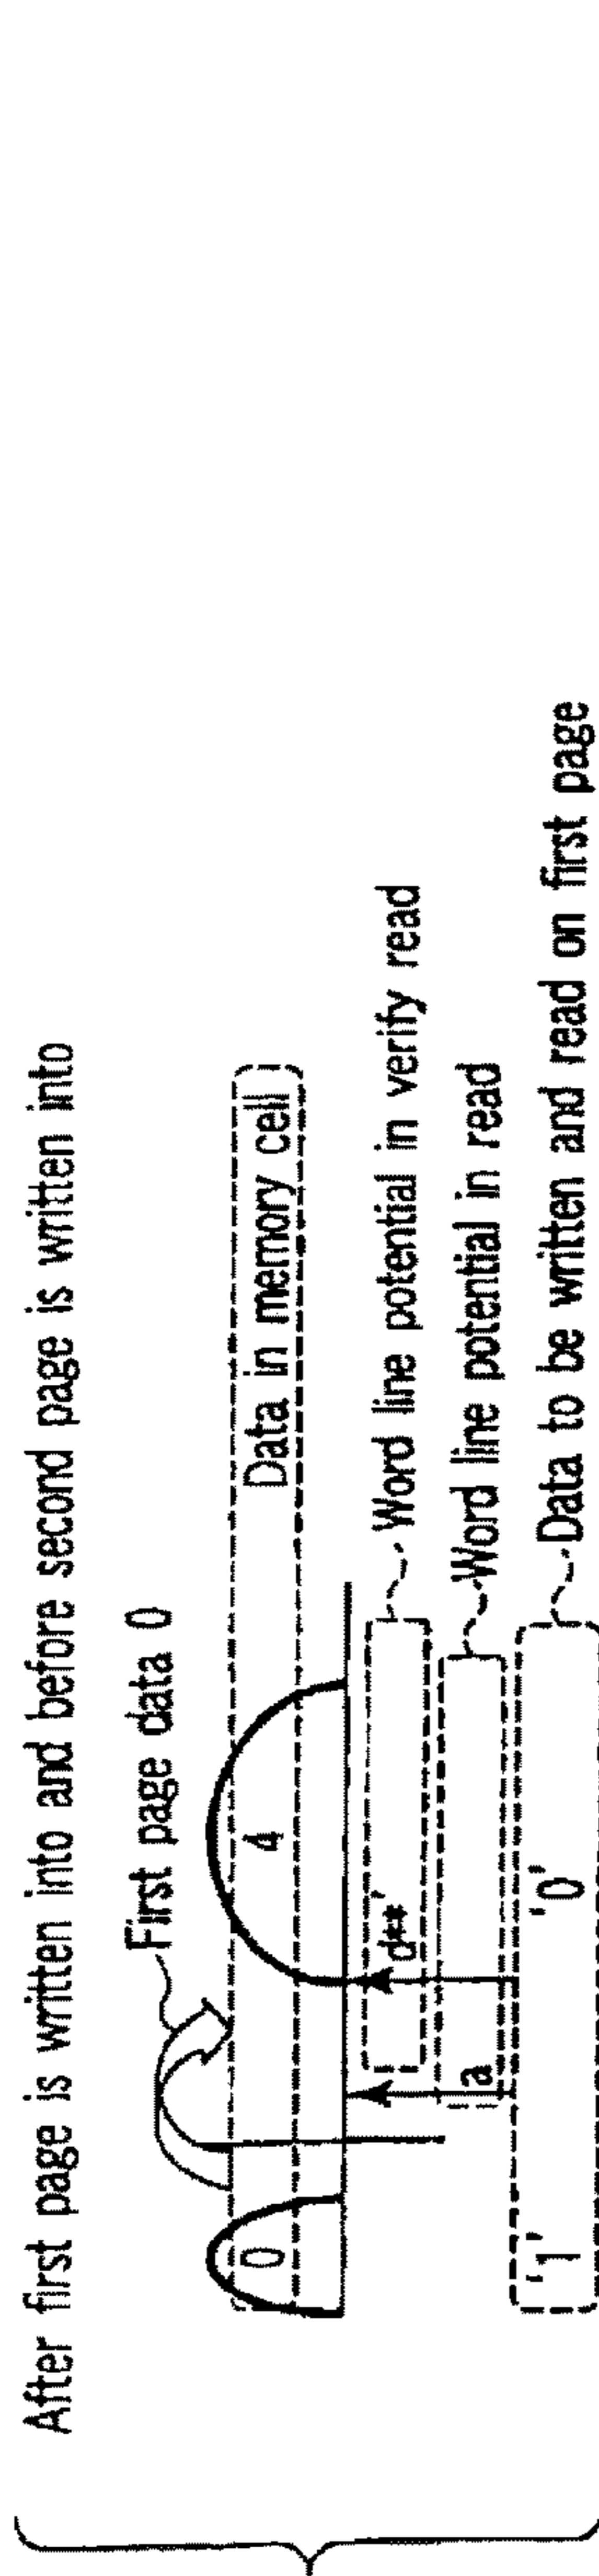 After first page is written into and before second page is written into
First page data 0
0 4 Data in memory cell
d**' Word line potential in verify read
a Word line potential in read
'1' '0' Data to be written and read on first page